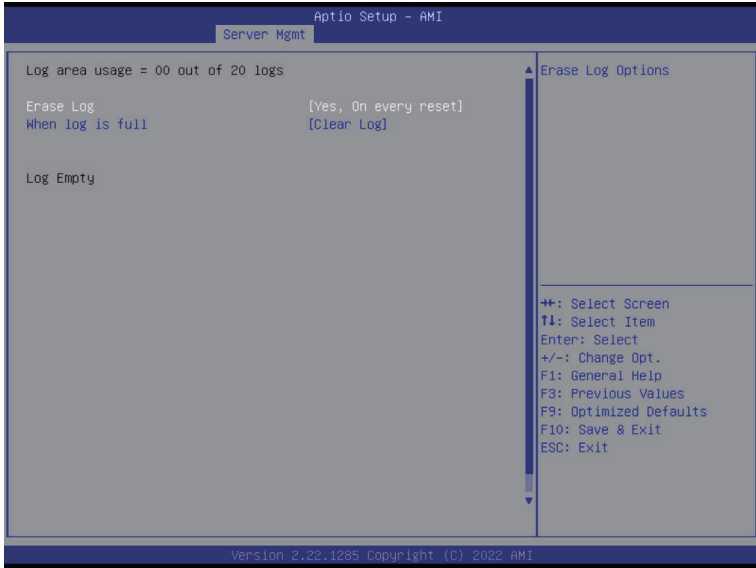 Aptio Setup – AMI
Server Mgmt
Log area usage = 00 out of 20 logs
Erase Log [Yes, On every reset]
When log is full [Clear Log]
Log Empty
Erase Log Options
→←: Select Screen
↑↓: Select Item
Enter: Select
+/-: Change Opt.
F1: General Help
F3: Previous Values
F9: Optimized Defaults
F10: Save & Exit
ESC: Exit
Version 2.22.1285 Copyright (C) 2022 AMI